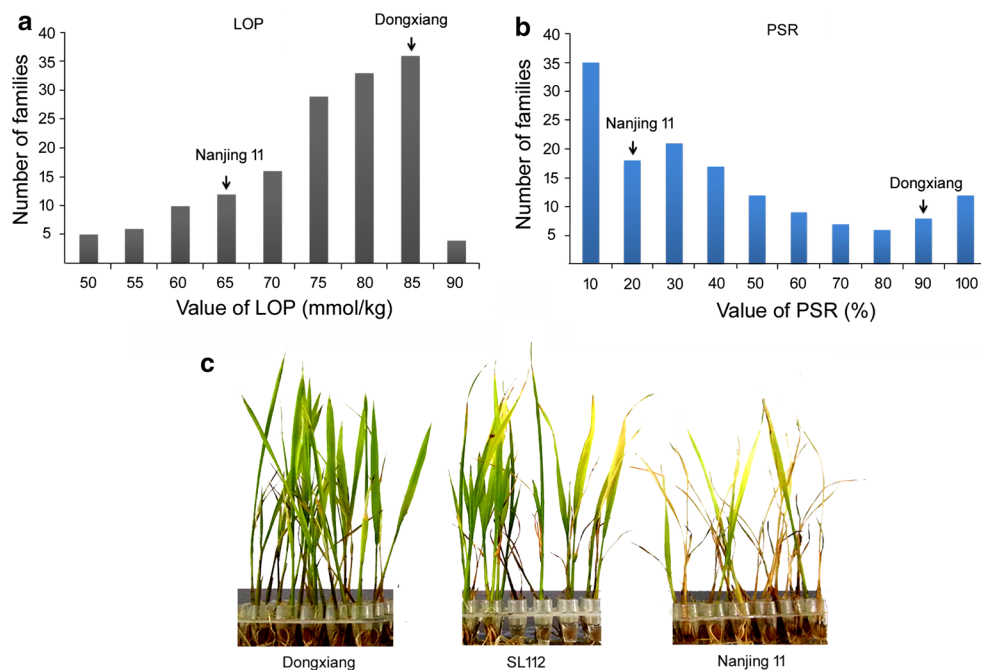 a
LOP
Dongxiang
Number of families
40
35
30
25
20
15
10
5
Nanjing 11
50 55 60 65 70 75 80 85 90
Value of LOP (mmol/kg)
b
PSR
Number of families
40
35
30
25
20
15
10
5
Nanjing 11
Dongxiang
10 20 30 40 50 60 70 80 90 100
Value of PSR (%)
c
Dongxiang SL112 Nanjing 11